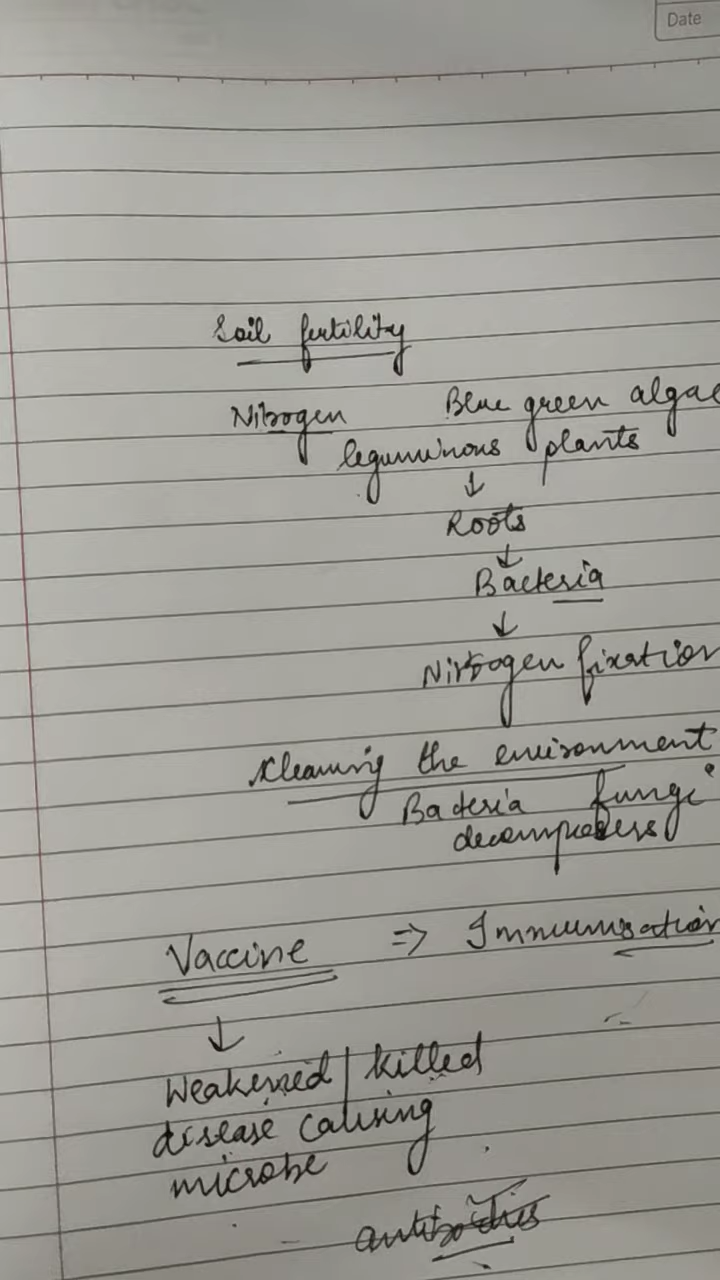 Date
Soil fertility
Nitrogen Blue green algae
leguminous plants
↓
Roots
↓
Bacteria
↓
Nitrogen fixation
Cleaning the environment
Bacteria fungi
decomposers
Vaccine ⇒ Immunisation
↓
Weakened / killed
disease causing
microbe
antibodies